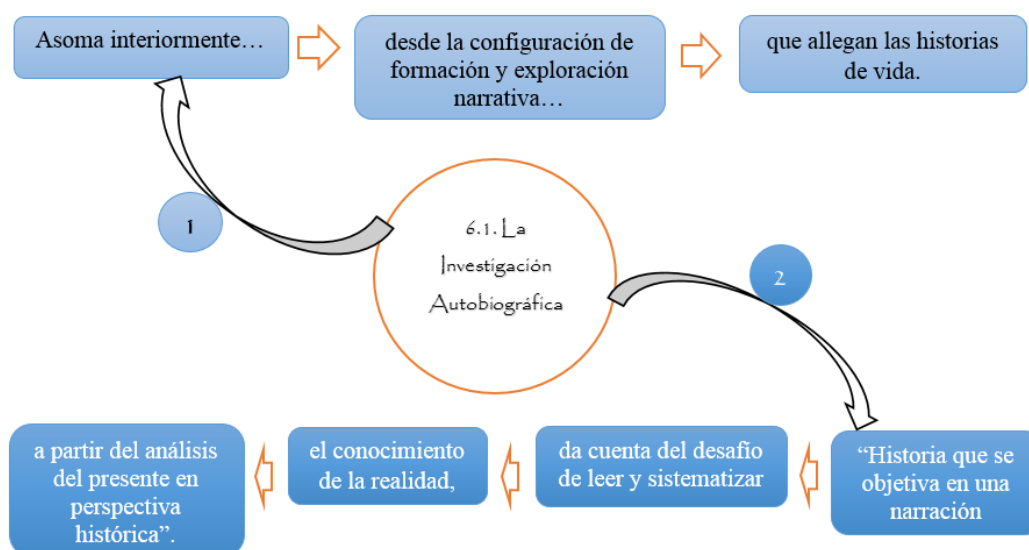 Asoma interiormente…
desde la configuración de
formación y exploración
narrativa…
que allegan las historias
de vida.
1
6.1. La
Investigación
Autobiográfica
2
“Historia que se
objetiva en una
narración
da cuenta del desafío
de leer y sistematizar
el conocimiento
de la realidad,
a partir del análisis
del presente en
perspectiva
histórica”.